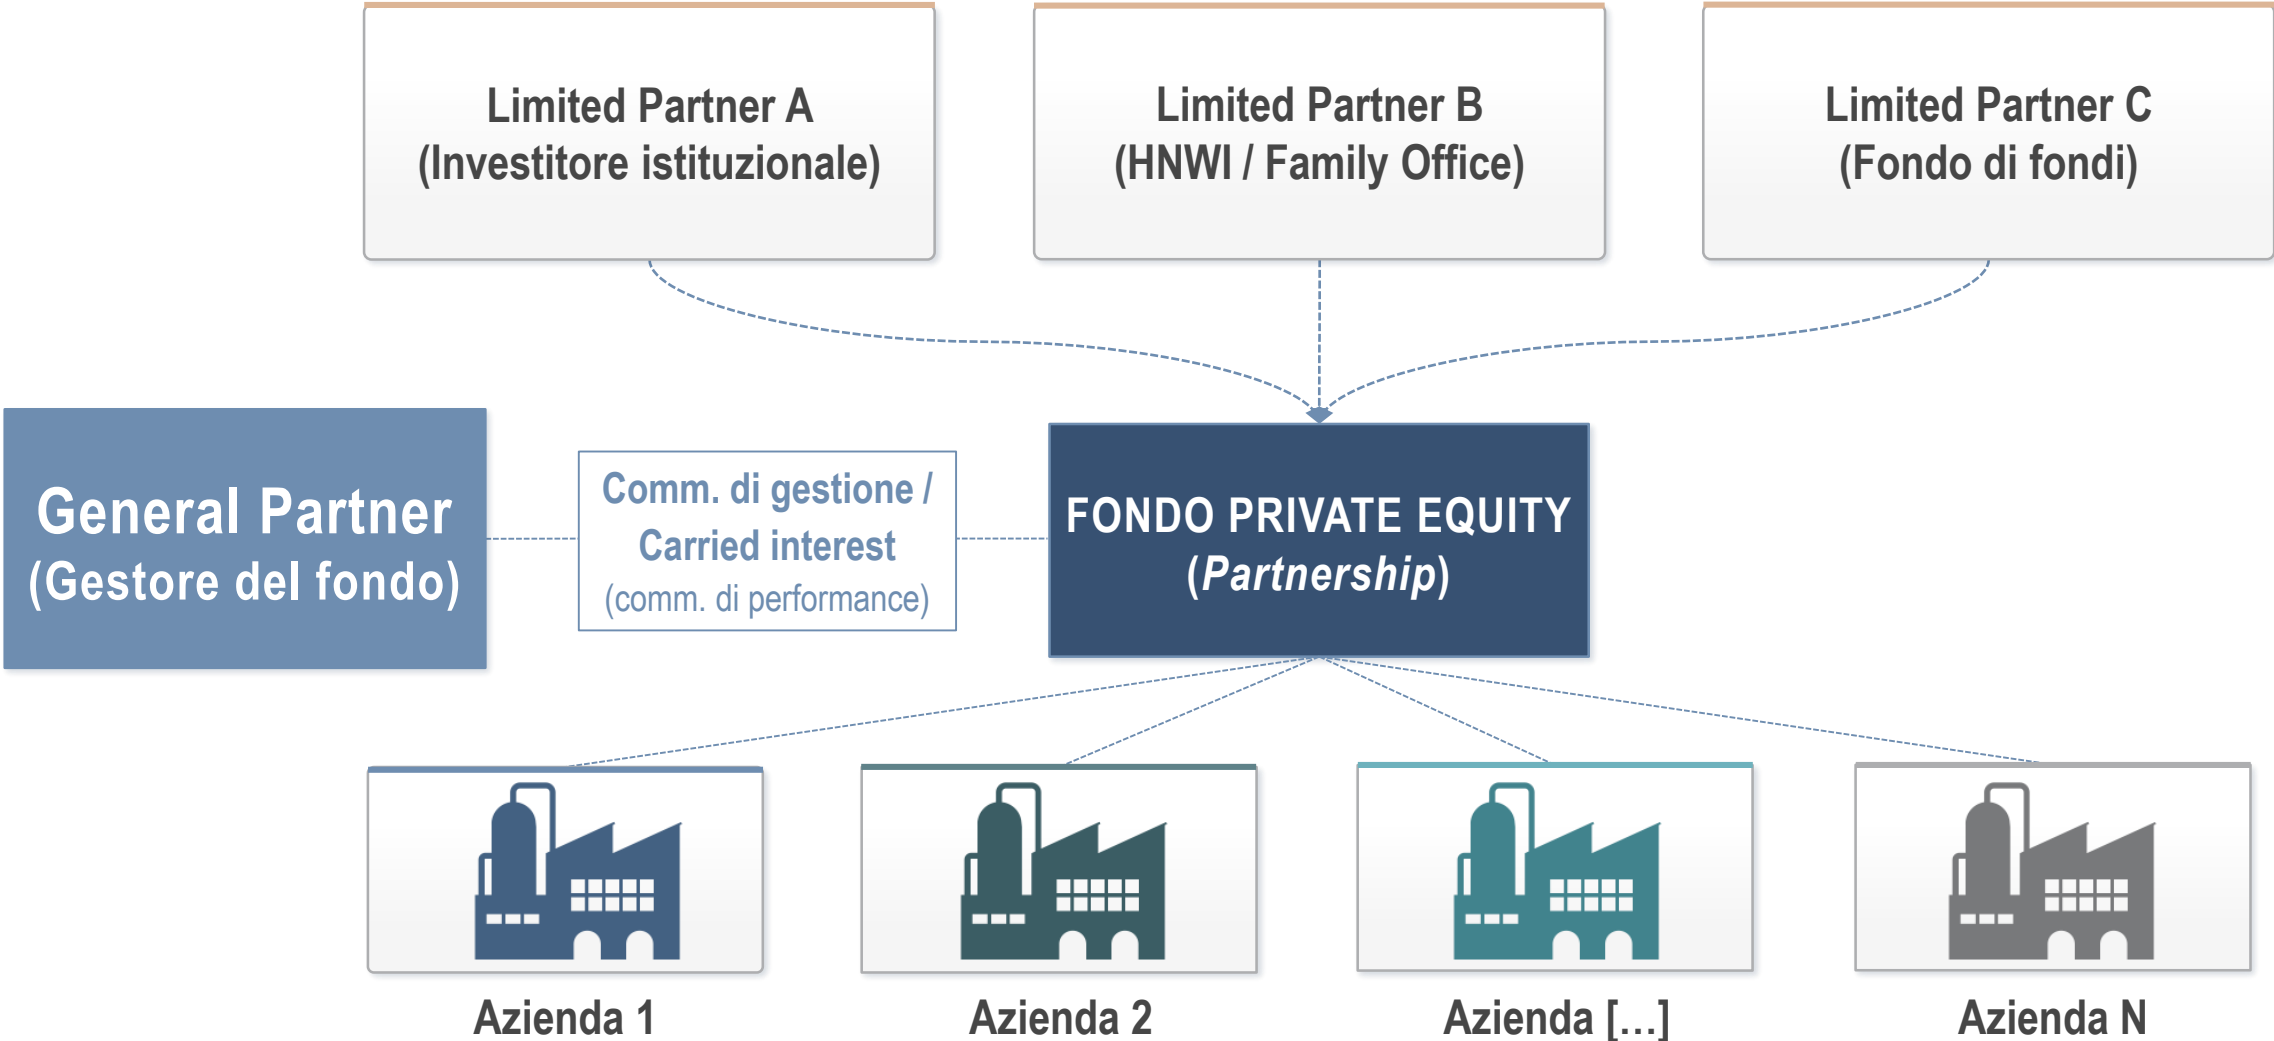 Limited Partner A
(Investitore istituzionale)
Limited Partner B
(HNWI / Family Office)
Limited Partner C
(Fondo di fondi)
General Partner
(Gestore del fondo)
Comm. di gestione /
Carried interest
(comm. di performance)
FONDO PRIVATE EQUITY
(Partnership)
Azienda 1
Azienda 2
Azienda [...]
Azienda N